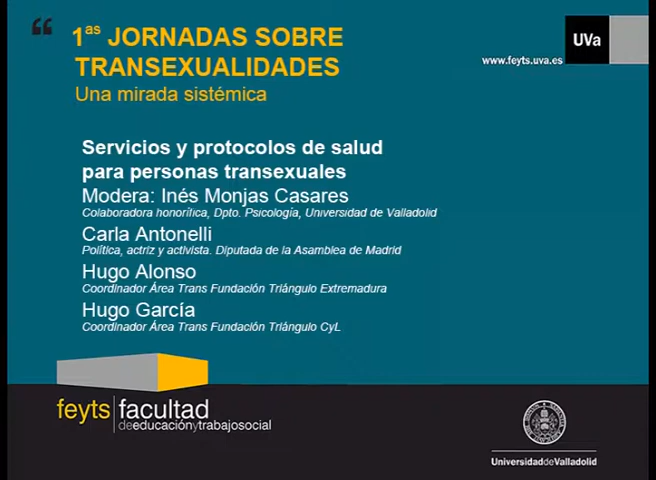 “
1as JORNADAS SOBRE
TRANSEXUALIDADES
Una mirada sistémica
UVa
www.feyts.uva.es
Servicios y protocolos de salud
para personas transexuales
Modera: Inés Monjas Casares
Colaboradora honorífica, Dpto. Psicología, Universidad de Valladolid
Carla Antonelli
Política, actriz y activista. Diputada de la Asamblea de Madrid
Hugo Alonso
Coordinador Área Trans Fundación Triángulo Extremadura
Hugo García
Coordinador Área Trans Fundación Triángulo CyL
feyts facultad
deeducaciónytrabajosocial
UniversidaddeValladolid